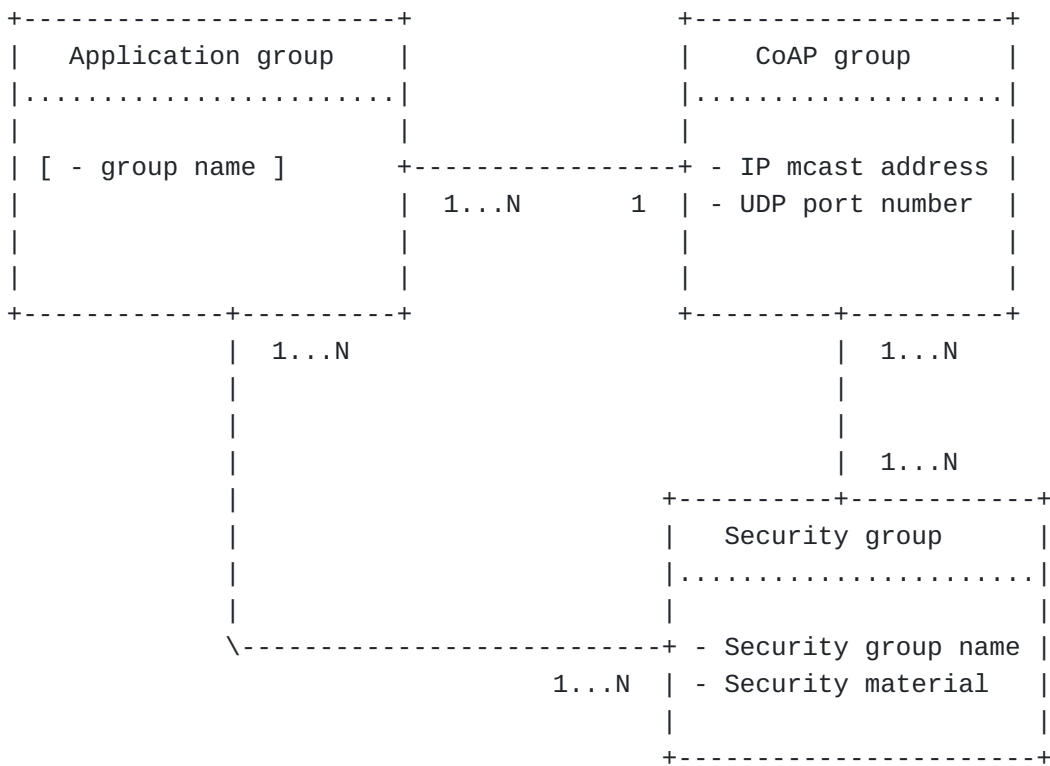 Application group
CoAP group
[ - group name ]
- IP mcast address
1...N
1
- UDP port number
1...N
1...N
1...N
Security group
- Security group name
1...N
- Security material